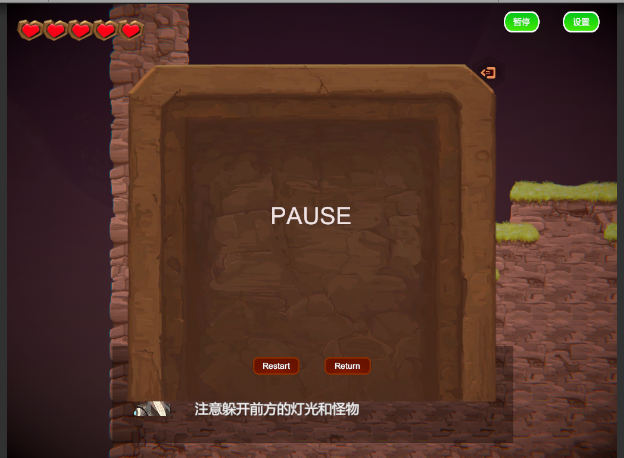 暂停
设置
PAUSE
Restart
Return
注意躲开前方的灯光和怪物